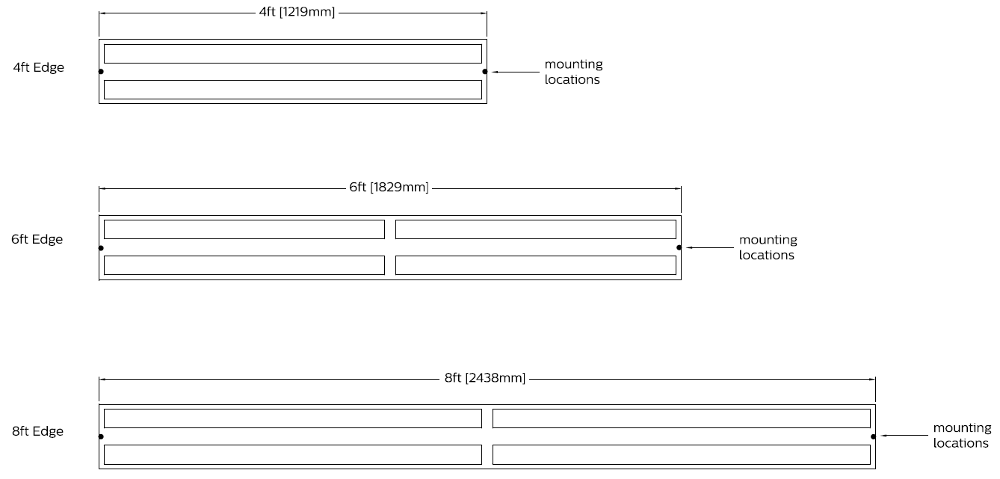 4ft [1219mm]
4ft Edge
mounting
locations
6ft [1829mm]
6ft Edge
mounting
locations
8ft [2438mm]
8ft Edge
mounting
locations